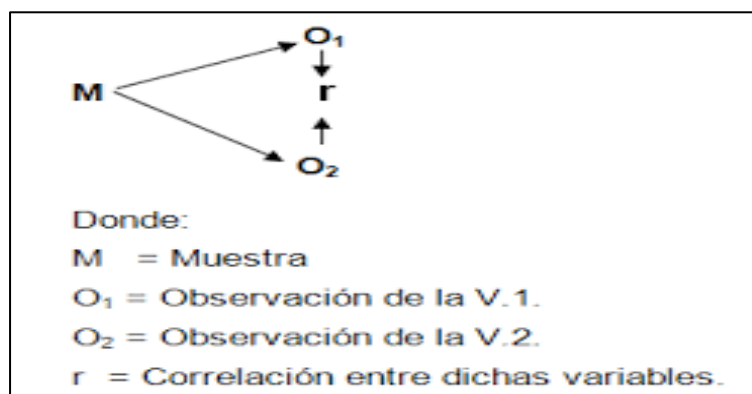 O₁
M r
O₂
Donde:
M = Muestra
O₁ = Observación de la V.1.
O₂ = Observación de la V.2.
r = Correlación entre dichas variables.